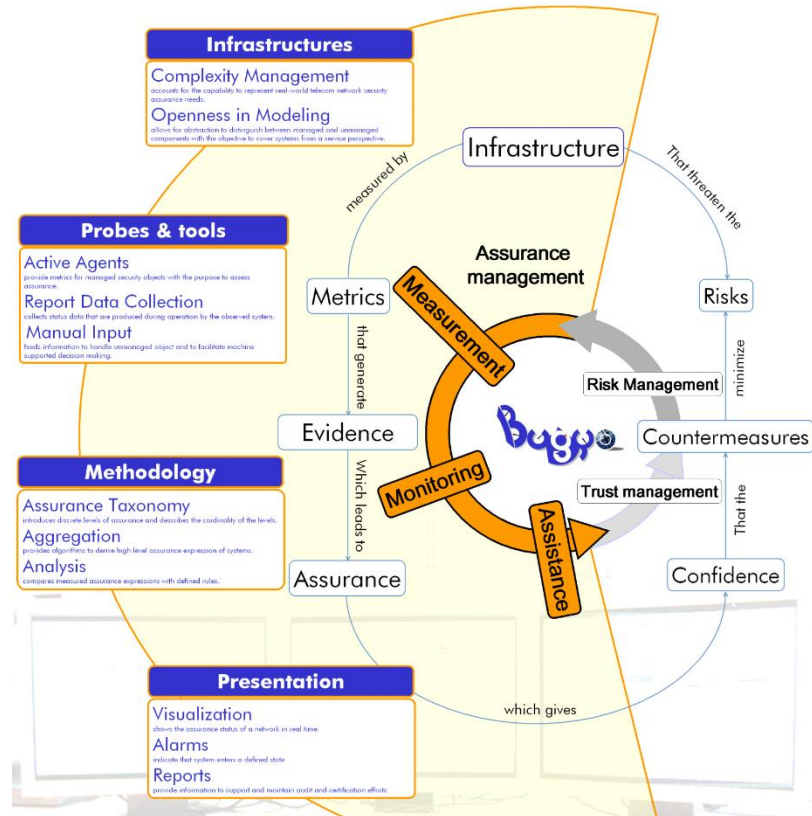 Infrastructures
Complexity Management
accounts for the capability to represent real-world telecom network security
assurance needs.
Openness in Modeling
allows for abstraction to distinguish between managed and unmanaged
components with the objective to cover systems from a service perspective.
Infrastructure
measured by
That threaten the
Probes & tools
Active Agents
provide metrics for managed security objects with the purpose to assess
assurance.
Report Data Collection
collects status data that are produced during operation by the observed system.
Manual Input
feeds information to handle unmanaged object and to facilitate machine
supported decision making.
Assurance
management
Metrics
Measurement
Risks
that generate
Risk Management
minimize
Evidence
Bugyo
Countermeasures
Methodology
Assurance Taxonomy
introduces discrete levels of assurance and describes the cardinality of the levels.
Aggregation
provides algorithms to derive high level assurance expression of systems.
Analysis
compares measured assurance expressions with defined rules.
Monitoring
Which leads to
Trust management
That the
Assistance
Assurance
Confidence
which gives
Presentation
Visualization
shows the assurance status of a network in real time.
Alarms
indicate that system enters a defined state
Reports
provide information to support and maintain audit and certification efforts